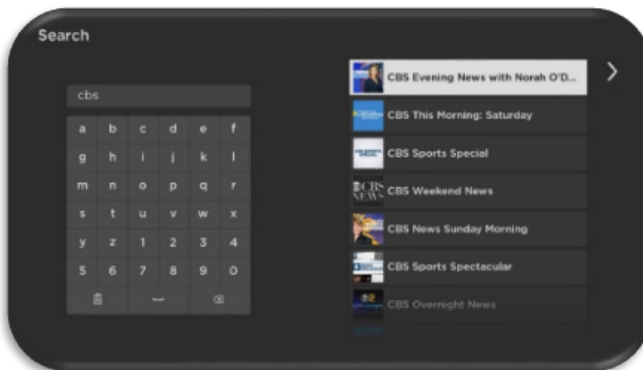 Search
cbs
a b c d e f
g h i j k l
m n o p q r
s t u v w x
y z 1 2 3 4
5 6 7 8 9 0
CBS Evening News with Norah O'D...
CBS This Morning: Saturday
CBS Sports Special
CBS Weekend News
CBS News Sunday Morning
CBS Sports Spectacular
CBS Overnight News